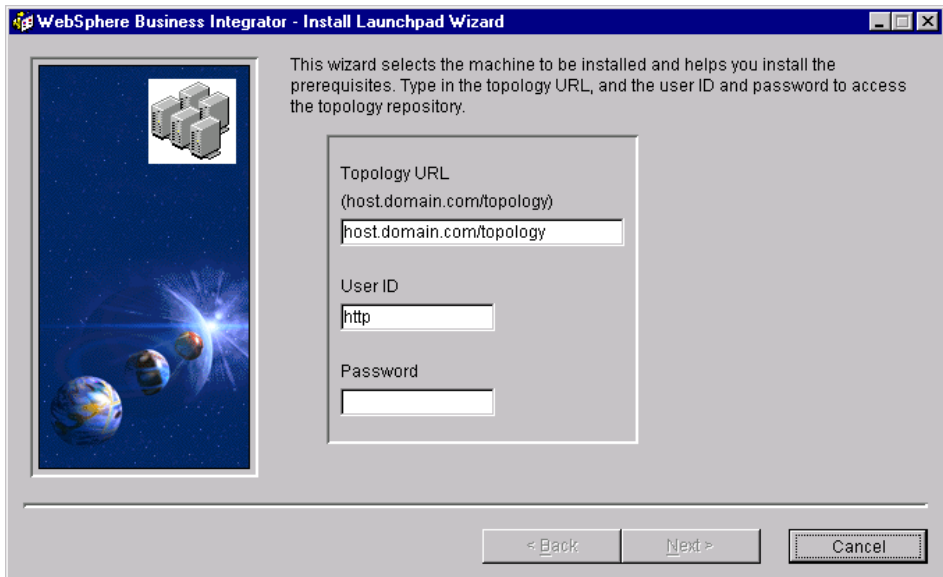 WebSphere Business Integrator - Install Launchpad Wizard
This wizard selects the machine to be installed and helps you install the
prerequisites. Type in the topology URL, and the user ID and password to access
the topology repository.
Topology URL
(host.domain.com/topology)
host.domain.com/topology
User ID
http
Password
< Back
Next >
Cancel